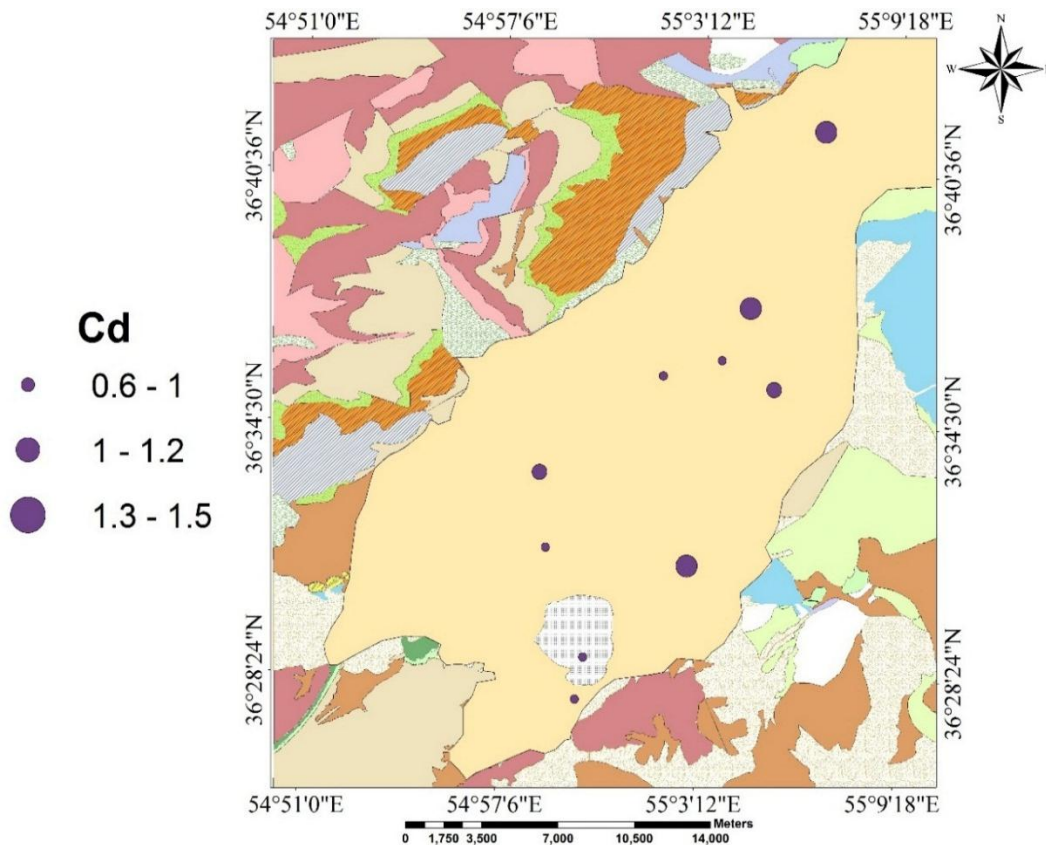 54°51'0"E 54°57'6"E 55°3'12"E 55°9'18"E
N
W
S
36°40'36"N
36°40'36"N
Cd
0.6 - 1
1 - 1.2
1.3 - 1.5
36°34'30"N
36°34'30"N
36°28'24"N
36°28'24"N
54°51'0"E 54°57'6"E 55°3'12"E 55°9'18"E
Meters
0 1,750 3,500 7,000 10,500 14,000